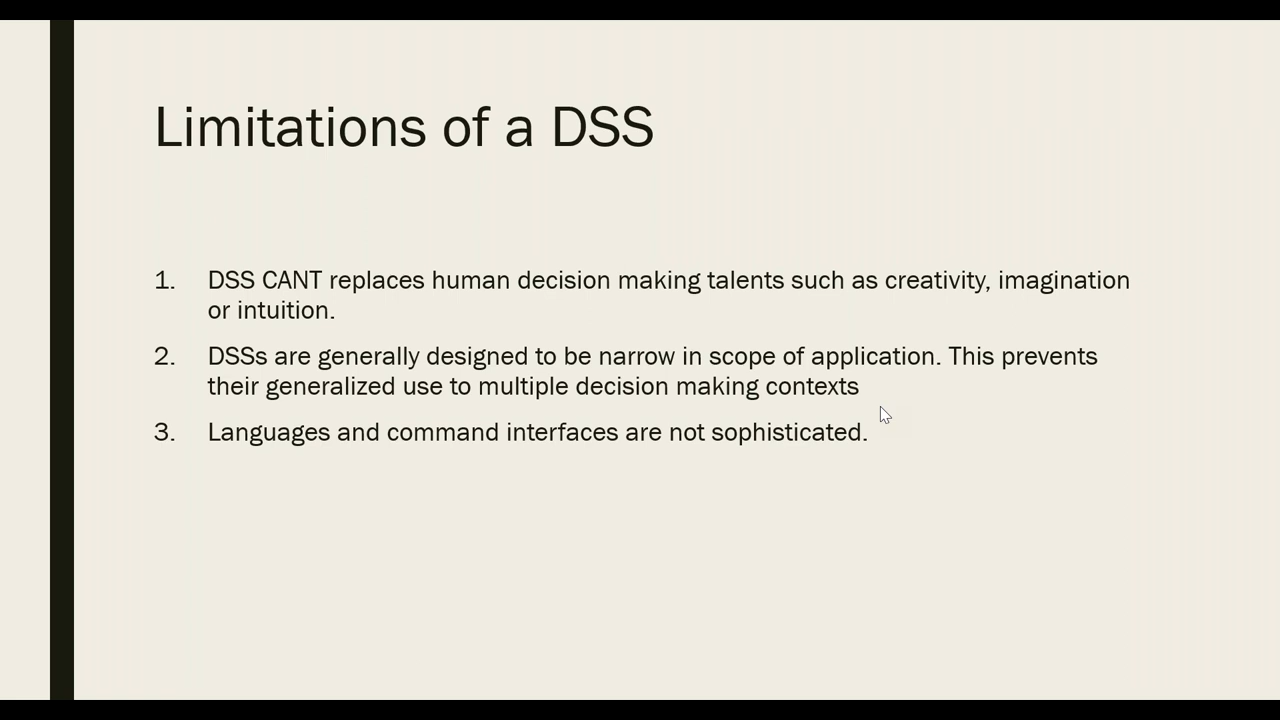 Limitations of a DSS
1. DSS CANT replaces human decision making talents such as creativity, imagination
or intuition.
2. DSSs are generally designed to be narrow in scope of application. This prevents
their generalized use to multiple decision making contexts
3. Languages and command interfaces are not sophisticated.